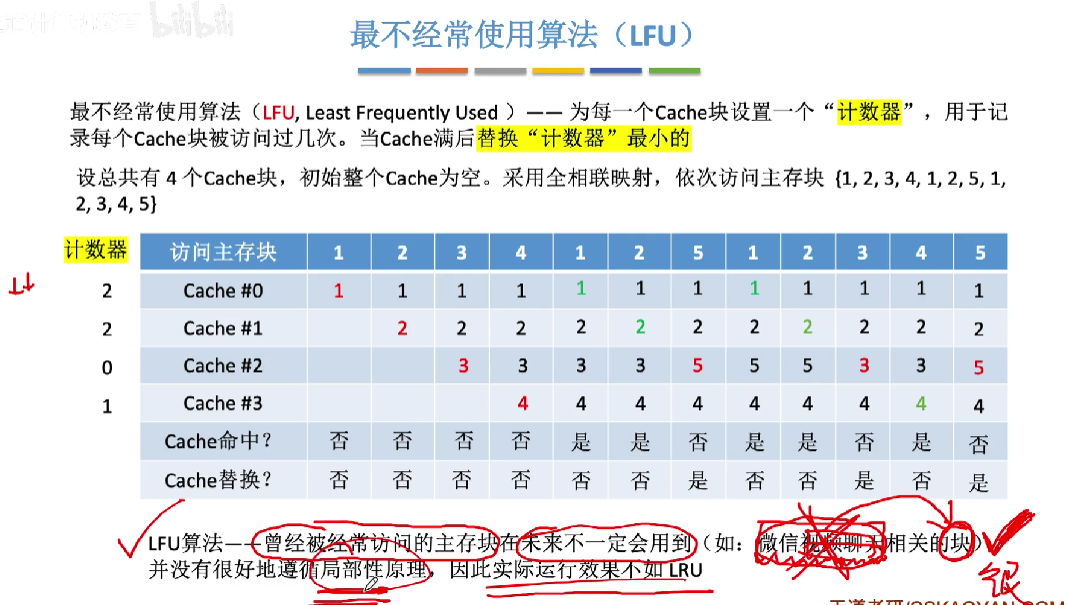 bilibili
最不经常使用算法（LFU）
最不经常使用算法（LFU, Least Frequently Used ）—— 为每一个Cache块设置一个“计数器”，用于记
录每个Cache块被访问过几次。当Cache满后替换“计数器”最小的
设总共有 4 个Cache块，初始整个Cache为空。采用全相联映射，依次访问主存块 {1, 2, 3, 4, 1, 2, 5, 1,
2, 3, 4, 5}
计数器 访问主存块 1 2 3 4 1 2 5 1 2 3 4 5
2 Cache #0 1 1 1 1 1 1 1 1 1 1 1 1
2 Cache #1 2 2 2 2 2 2 2 2 2 2 2
0 Cache #2 3 3 3 3 5 5 5 3 3 5
1 Cache #3 4 4 4 4 4 4 4 4 4
Cache命中? 否 否 否 否 是 是 否 是 是 否 是 否
Cache替换? 否 否 否 否 否 否 是 否 否 是 否 是
LFU算法——曾经被经常访问的主存块在未来不一定会用到（如：微信视频聊天相关的块）
并没有很好地遵循局部性原理，因此实际运行效果不如 LRU